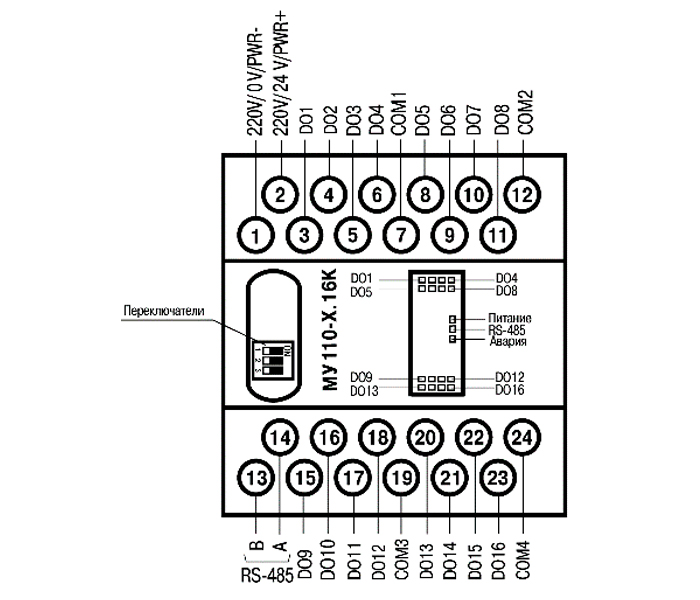 220V/ 0 V/PWR-
220V/24 V/PWR+
DO1
DO2
DO3
DO4
COM1
DO5
DO6
DO7
DO8
COM2
2 4 6 8 10 12
1 3 5 7 9 11
Переключатели
ON
1
2
3
МУ110-Х.16К
DO1 DO4
DO5 DO8
Питание
RS-485
Авария
DO9 DO12
DO13 DO16
14 16 18 20 22 24
13 15 17 19 21 23
B
A
RS-485
DO9
DO10
DO11
DO12
COM3
DO13
DO14
DO15
DO16
COM4